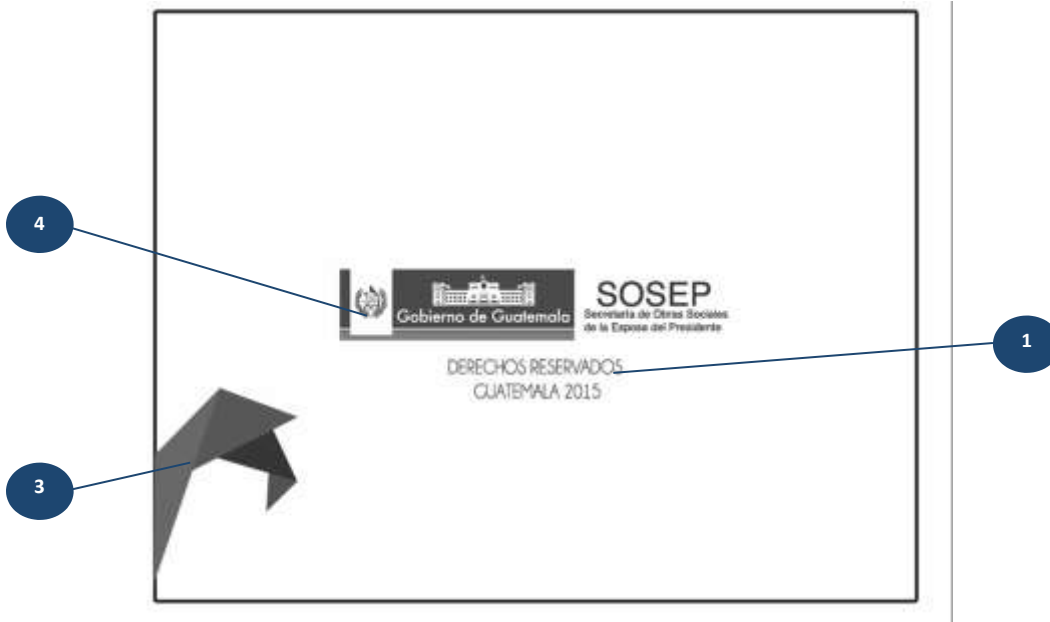 4
Gobierno de Guatemala
SOSEP
Secretaría de Obras Sociales
de la Esposa del Presidente
1
DERECHOS RESERVADOS
GUATEMALA 2015
3